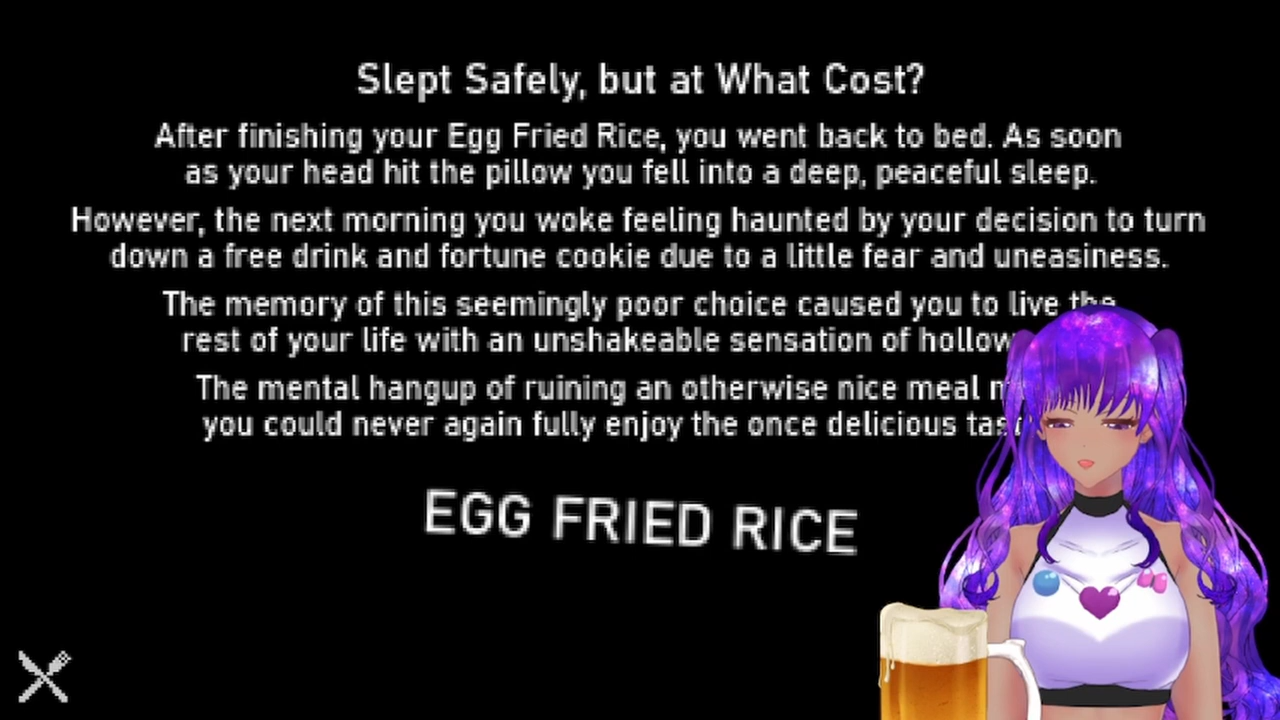 Slept Safely, but at What Cost?
After finishing your Egg Fried Rice, you went back to bed. As soon
as your head hit the pillow you fell into a deep, peaceful sleep.
However, the next morning you woke feeling haunted by your decision to turn
down a free drink and fortune cookie due to a little fear and uneasiness.
The memory of this seemingly poor choice caused you to live the
rest of your life with an unshakeable sensation of
The mental hangup of ruining an otherwise nice meal
you could never again fully enjoy the once delicious
EGG FRIED RICE